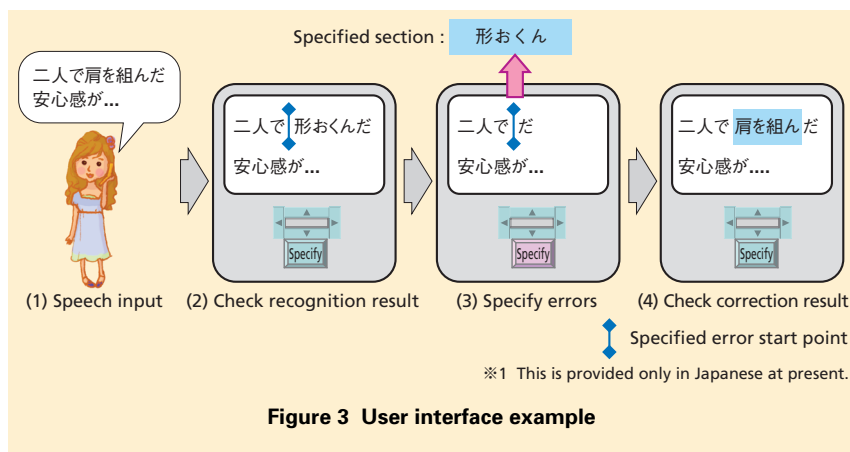 Specified section : 形おくん
二人で肩を組んだ
安心感が...
二人で形おくんだ
安心感が...
Specify
二人でだ
安心感が...
Specify
二人で肩を組んだ
安心感が....
Specify
(1) Speech input
(2) Check recognition result
(3) Specify errors
(4) Check correction result
Specified error start point
※1 This is provided only in Japanese at present.
Figure 3 User interface example